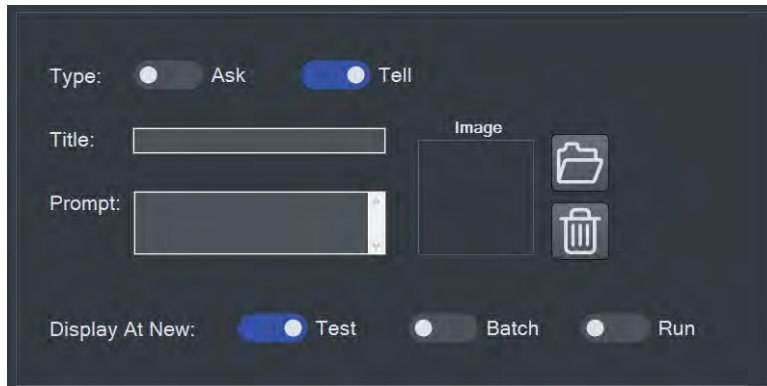 Type: Ask Tell
Title:
Image
Prompt:
Display At New: Test Batch Run